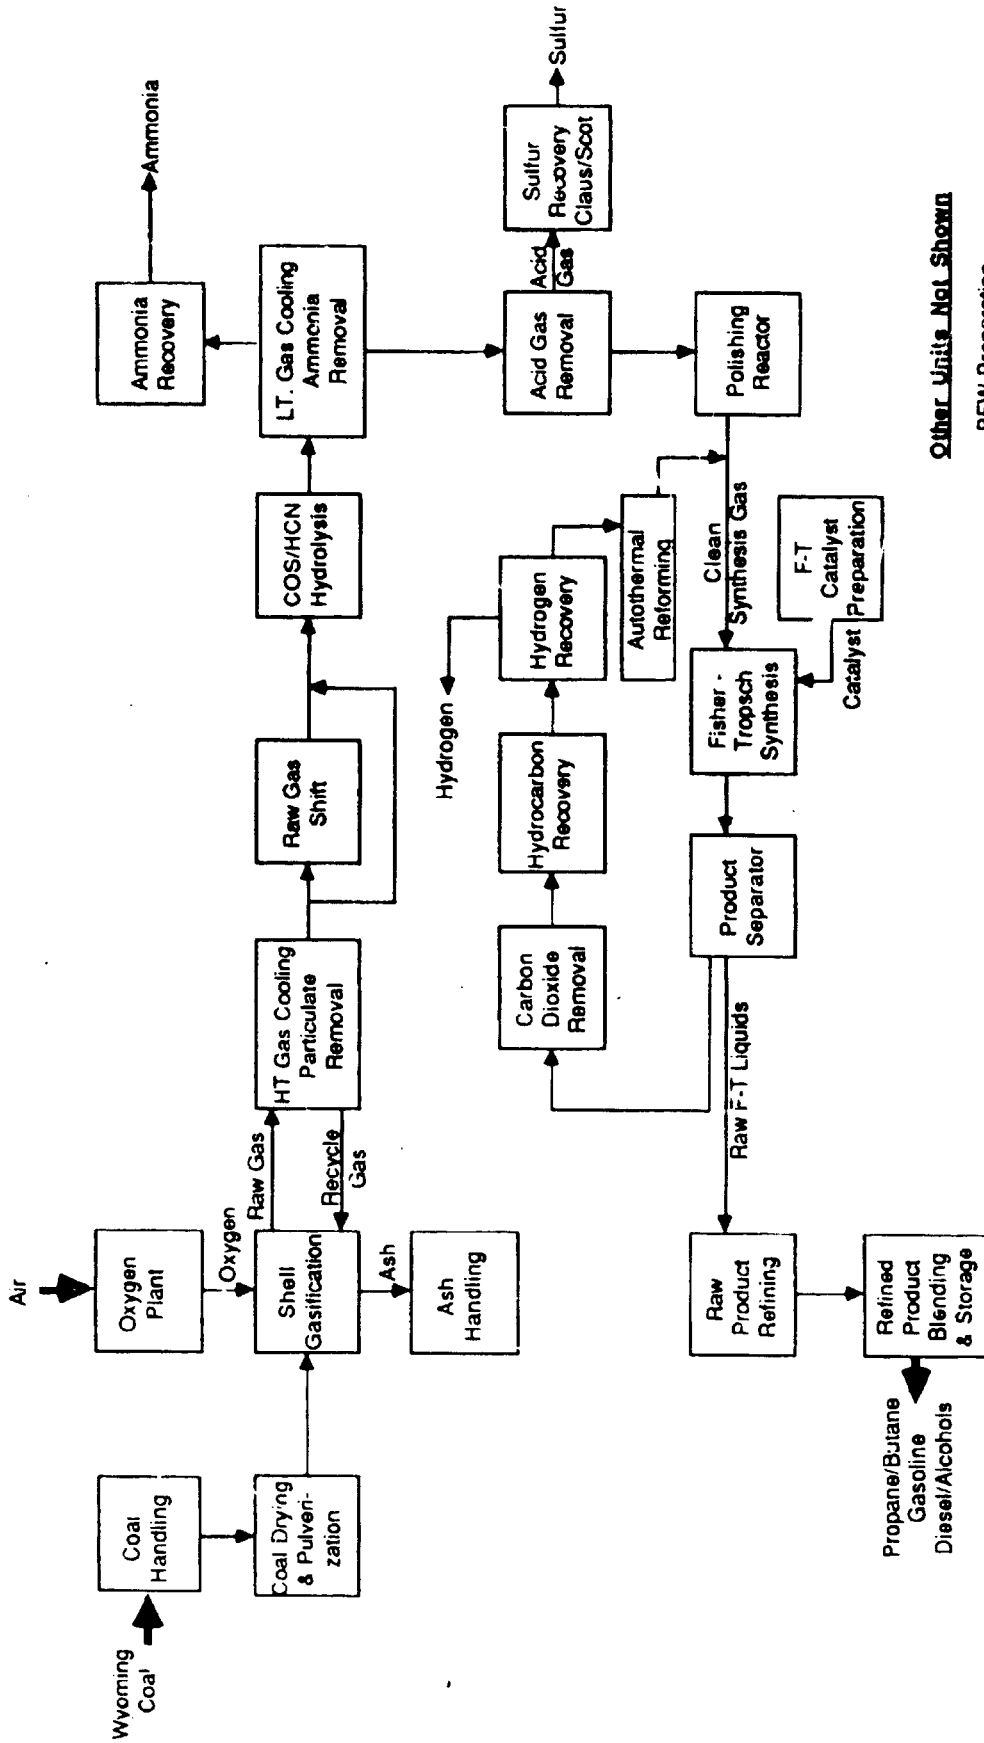 Wyoming
Coal
Coal
Handling
Coal Drying
& Pulveri-
zation
Air
Oxygen
Plant
Oxygen
Shell
Gasification
Ash
Ash
Handling
Raw Gas
Recycle
Gas
HT Gas Cooling
Particulate
Removal
Raw Gas
Shift
COS/HCN
Hydrolysis
LT. Gas Cooling
Ammonia
Removal
Ammonia
Recovery
Ammonia
Acid Gas
Removal
Acid
Gas
Sulfur
Recovery
Claus/Scot
Sulfur
Polishing
Reactor
Clean
Synthesis Gas
Autothermal
Reforming
Hydrogen
Recovery
Hydrogen
Hydrocarbon
Recovery
Carbon
Dioxide
Removal
F-T
Catalyst
Preparation
Catalyst
Fisher -
Tropsch
Synthesis
Product
Separator
Raw F-T Liquids
Raw
Product
Refining
Refined
Product
Blending
& Storage
Propane/Butane
Gasoline
Diesel/Alcohols
Other Units Not Shown